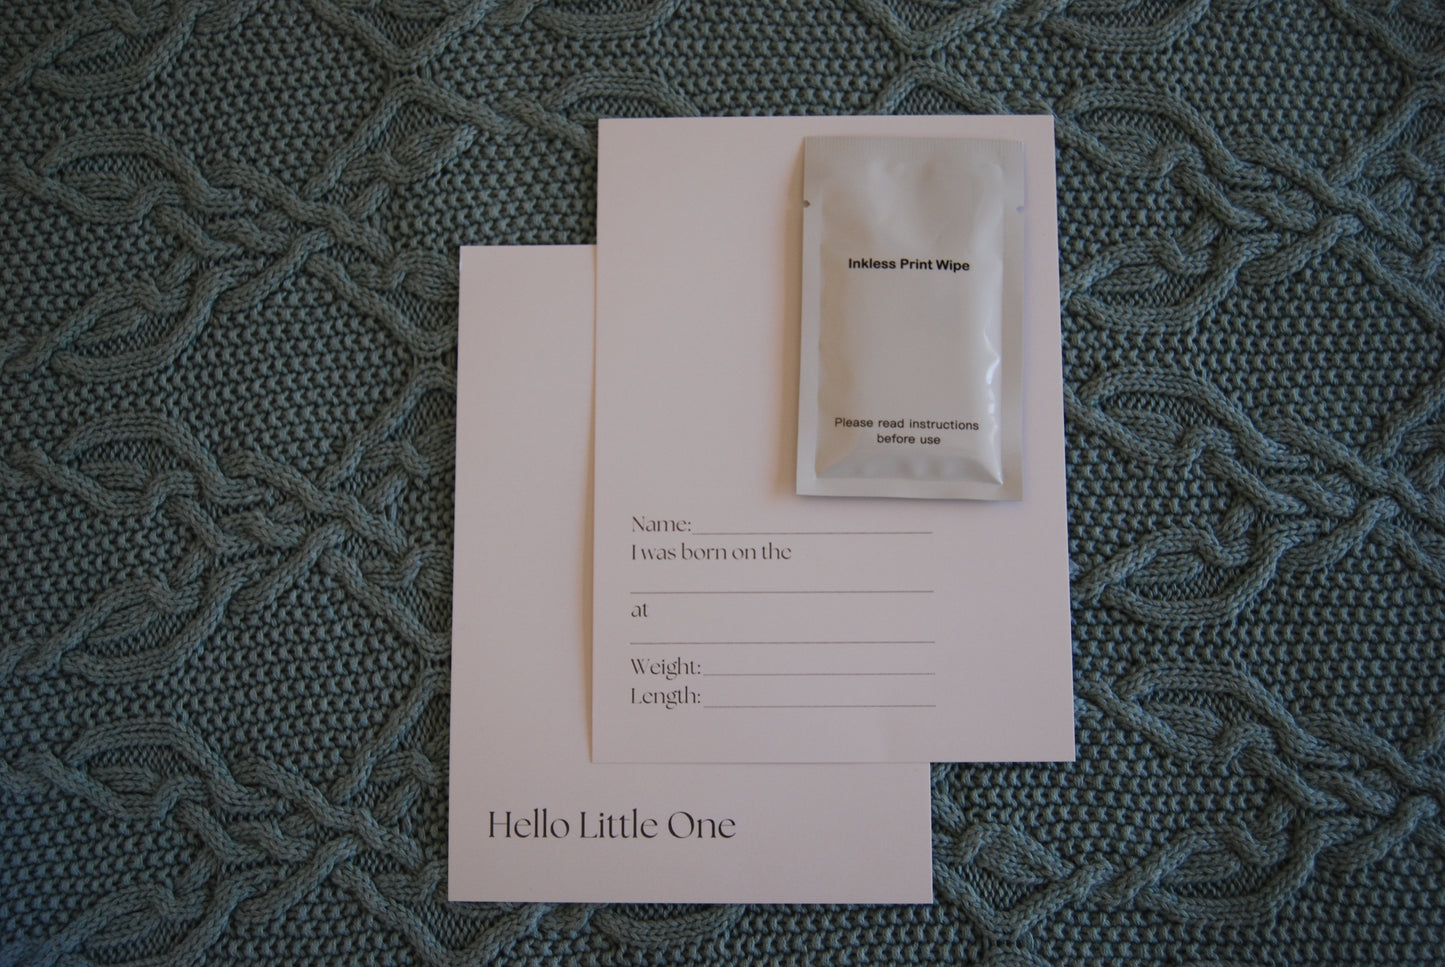 Inkless Print Wipe
Please read instructions
before use
Name:
I was born on the
at
Weight:
Length:
Hello Little One